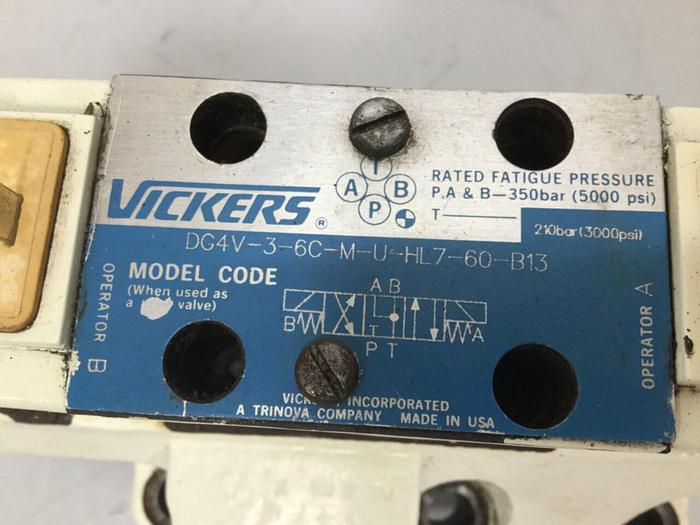 VICKERS ®
T
A B
P
RATED FATIGUE PRESSURE
P.A & B—350bar (5000 psi)
T
210bar(3000psi)
DG4V-3-6C-M-U-HL7-60-B13
MODEL CODE
(When used as
a valve)
OPERATOR B
A B
B A
T
P T
OPERATOR A
INCORPORATED
A TRINOVA COMPANY MADE IN USA